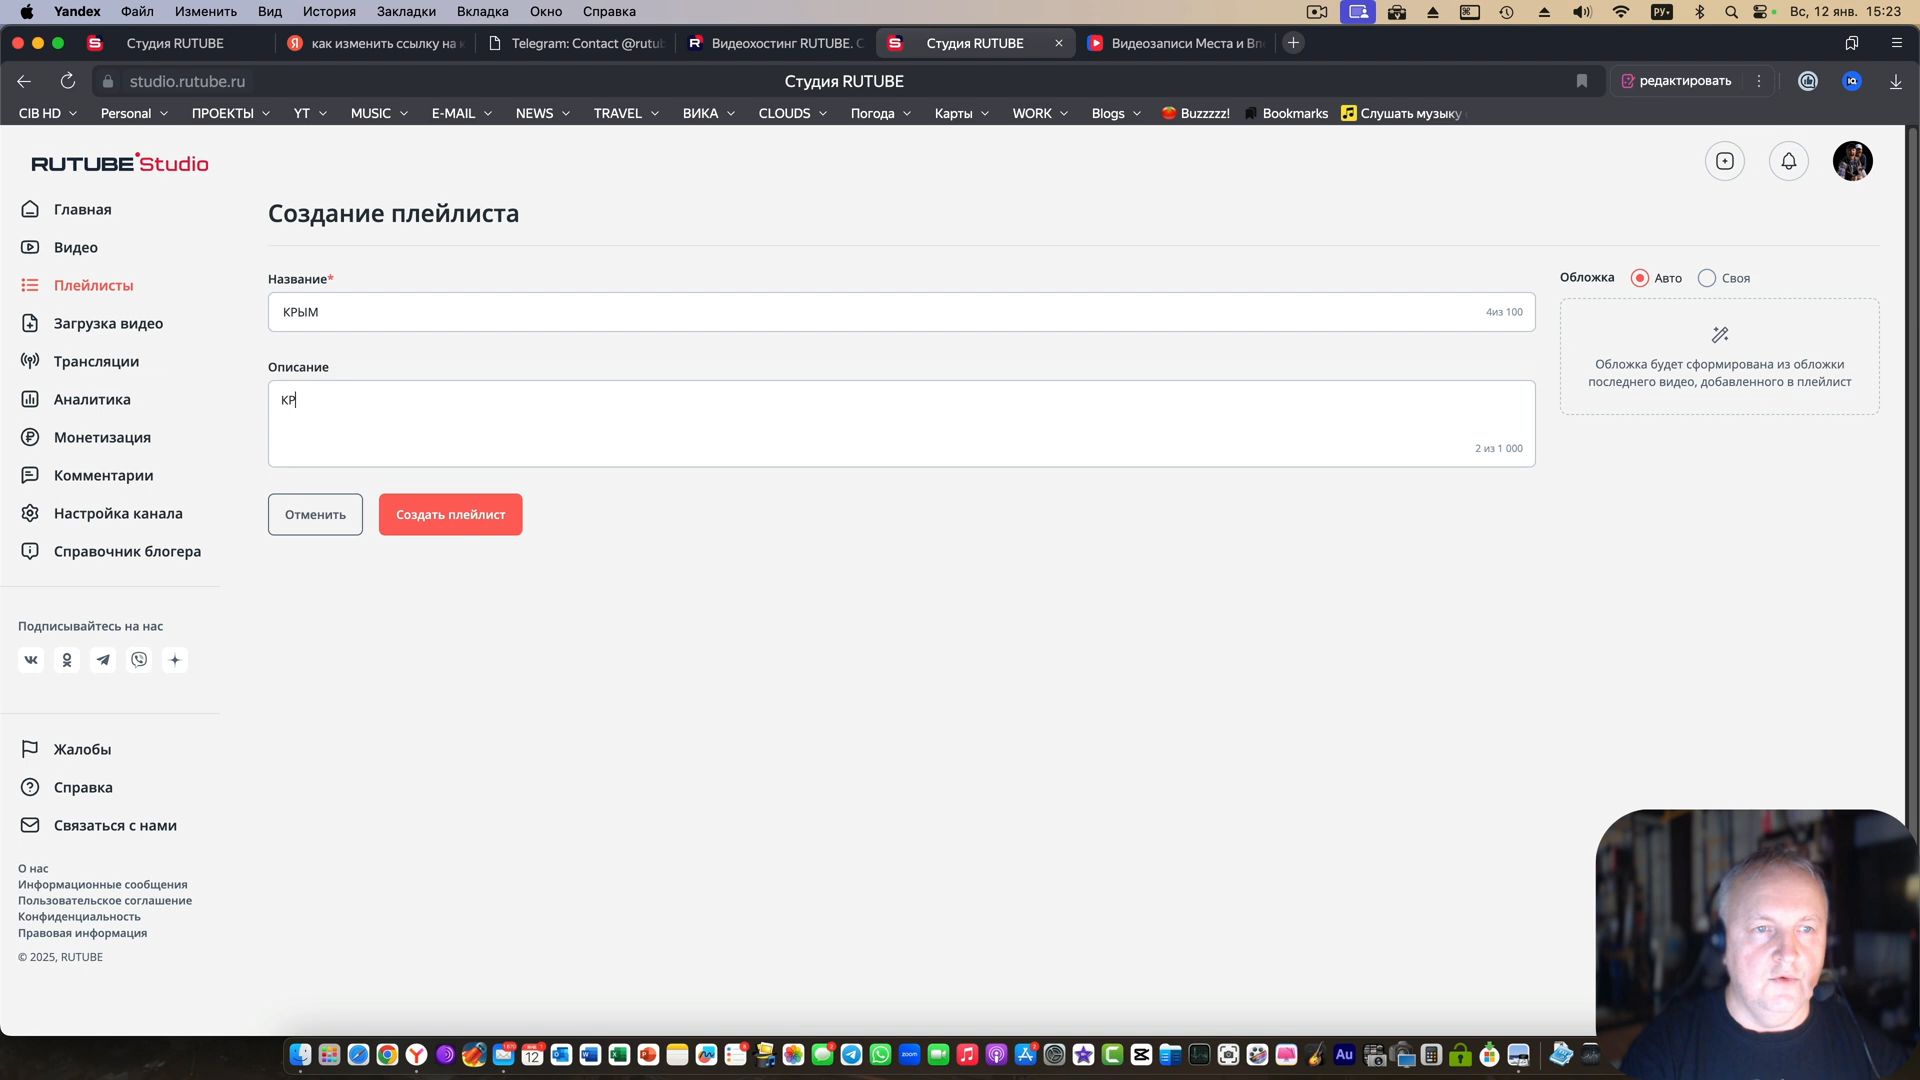 Yandex Файл Изменить Вид История Закладки Вкладка Окно Справка РУ Вс, 12 янв. 15:23
Студия RUTUBE как изменить ссылку на Telegram: Contact @rutub Видеохостинг RUTUBE. С Студия RUTUBE Видеозаписи Места и Вп
studio.rutube.ru Студия RUTUBE редактировать
CIB HD Personal ПРОЕКТЫ YT MUSIC E-MAIL NEWS TRAVEL ВИКА CLOUDS Погода Карты WORK Blogs Buzzzzz! Bookmarks Слушать музыку
RUTUBE Studio
Главная
Видео
Плейлисты
Загрузка видео
Трансляции
Аналитика
Монетизация
Комментарии
Настройка канала
Справочник блогера
Подписывайтесь на нас
Жалобы
Справка
Связаться с нами
О нас
Информационные сообщения
Пользовательское соглашение
Конфиденциальность
Правовая информация
© 2025, RUTUBE
Создание плейлиста
Название*
КРЫМ 4из 100
Описание
КР
2 из 1 000
Отменить Создать плейлист
Обложка Авто Своя
Обложка будет сформирована из обложки
последнего видео, добавленного в плейлист
12 zoom Au